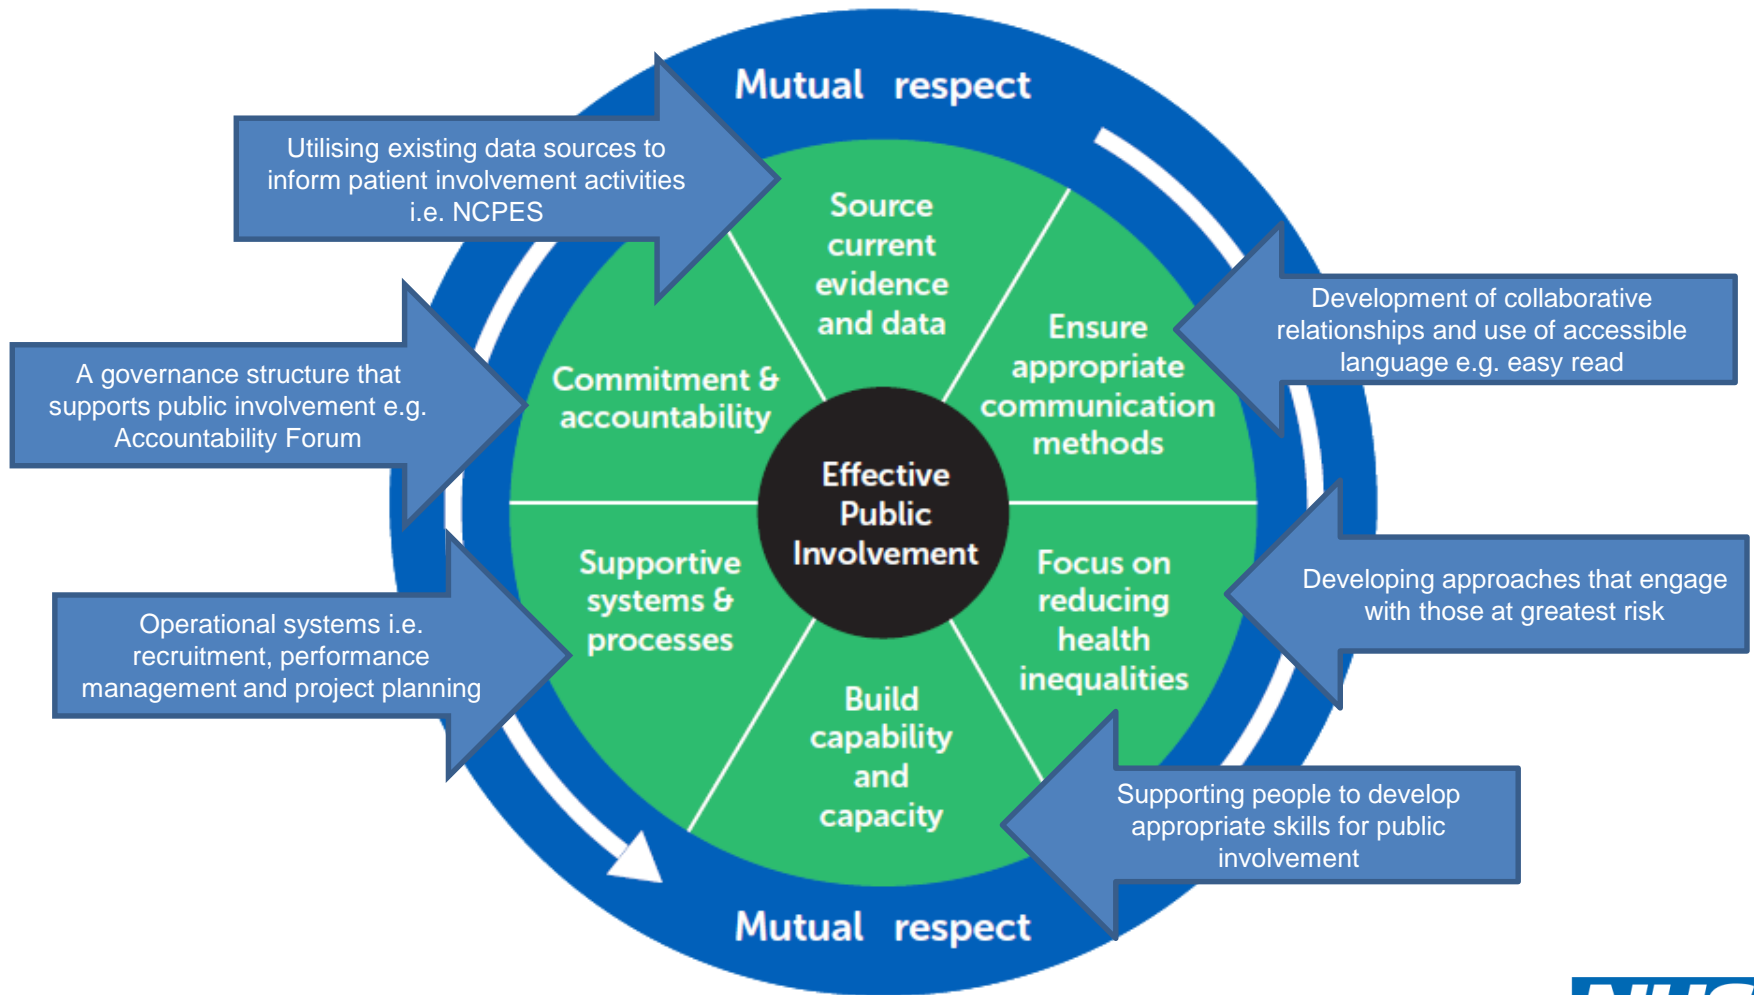 Mutual respect
Utilising existing data sources to
inform patient involvement activities
i.e. NCPES
Source
current
evidence
and data
Development of collaborative
relationships and use of accessible
language e.g. easy read
Ensure
appropriate
communication
methods
A governance structure that
supports public involvement e.g.
Accountability Forum
Commitment &
accountability
Effective
Public
Involvement
Supportive
systems &
processes
Focus on
reducing
health
inequalities
Developing approaches that engage
with those at greatest risk
Operational systems i.e.
recruitment, performance
management and project planning
Build
capability
and
capacity
Supporting people to develop
appropriate skills for public
involvement
Mutual respect
NHS